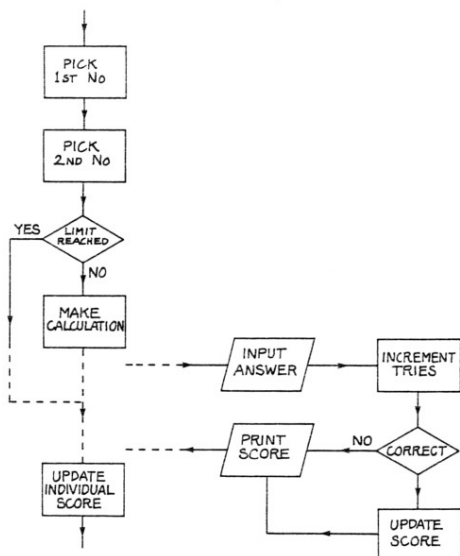 PICK
1ST NO
PICK
2ND NO
YES
LIMIT
REACHED
NO
MAKE
CALCULATION
INPUT
ANSWER
INCREMENT
TRIES
PRINT
SCORE
NO
CORRECT
UPDATE
INDIVIDUAL
SCORE
UPDATE
SCORE